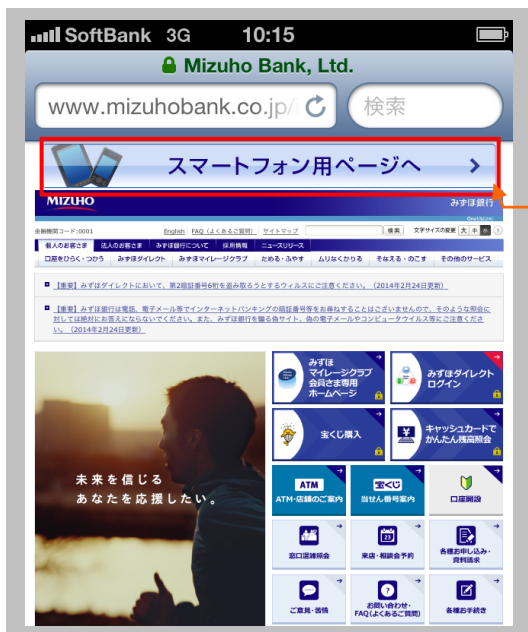 SoftBank 3G 10:15
Mizuho Bank, Ltd.
www.mizuhobank.co.jp/
検索
スマートフォン用ページへ
MIZUHO
みずほ銀行
金融機関コード:0001 English FAQ(よくあるご質問) サイトマップ 検索 文字サイズの変更 大 中 小
個人のお客さま 法人のお客さま みずほ銀行について 採用情報 ニュースリリース
口座をひらく・つかう みずほダイレクト みずほマイレージクラブ ためる・ふやす ムリなくかりる そなえる・のこす その他のサービス
【重要】みずほダイレクトにおいて、第2暗証番号6桁を盗み取ろうとするウィルスにご注意ください。(2014年2月24日更新)
【重要】みずほ銀行は電話、電子メール等でインターネットバンキングの暗証番号等をお尋ねすることはございませんので、そのような照会に
対しては絶対にお答えにならないでください。また、みずほ銀行を騙る偽サイト、偽の電子メールやコンピュータウイルス等にご注意くださ
い。(2014年2月24日更新)
未来を信じる
あなたを応援したい。
みずほ
マイレージクラブ
会員さま専用
ホームページ
みずほダイレクト
ログイン
宝くじ購入
キャッシュカードで
かんたん残高照会
ATM
ATM・店舗のご案内
宝くじ
当せん番号案内
口座開設
窓口混雑照会
23
来店・相談会予約
各種お申し込み・
資料請求
ご意見・苦情
お問い合わせ・
FAQ(よくあるご質問)
各種お手続き